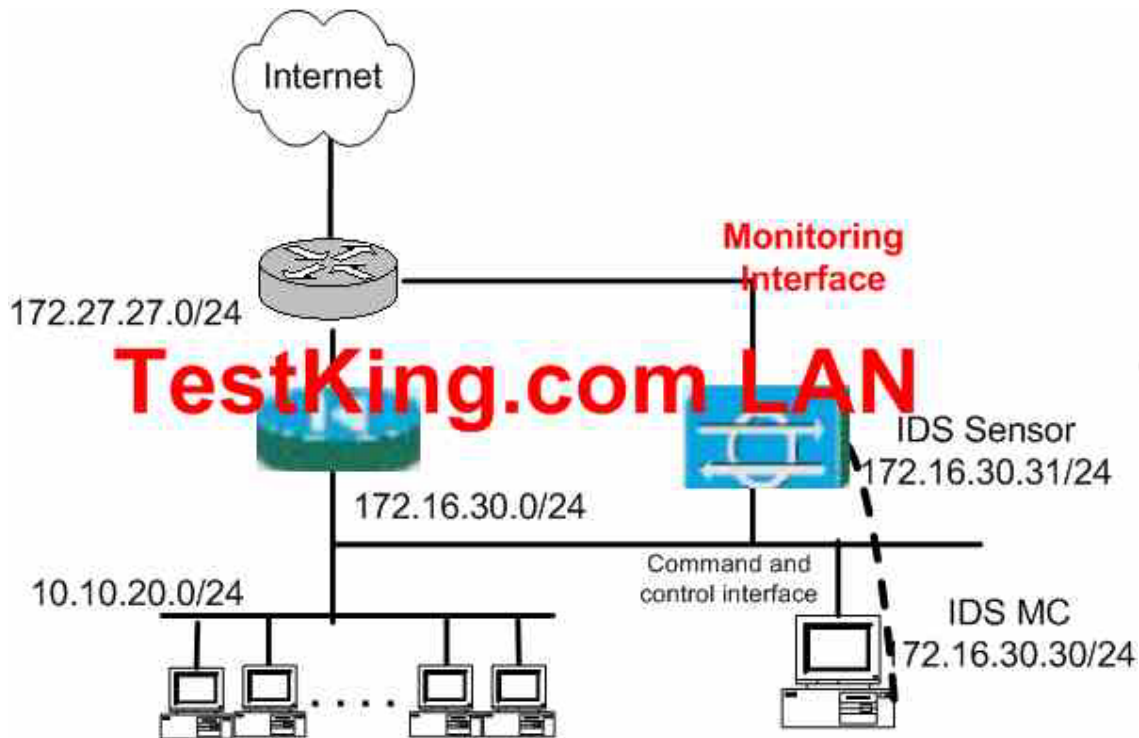 Internet
Monitoring
Interface
172.27.27.0/24
TestKing.com LAN
IDS Sensor
172.16.30.31/24
172.16.30.0/24
Command and
control interface
10.10.20.0/24
IDS MC
72.16.30.30/24